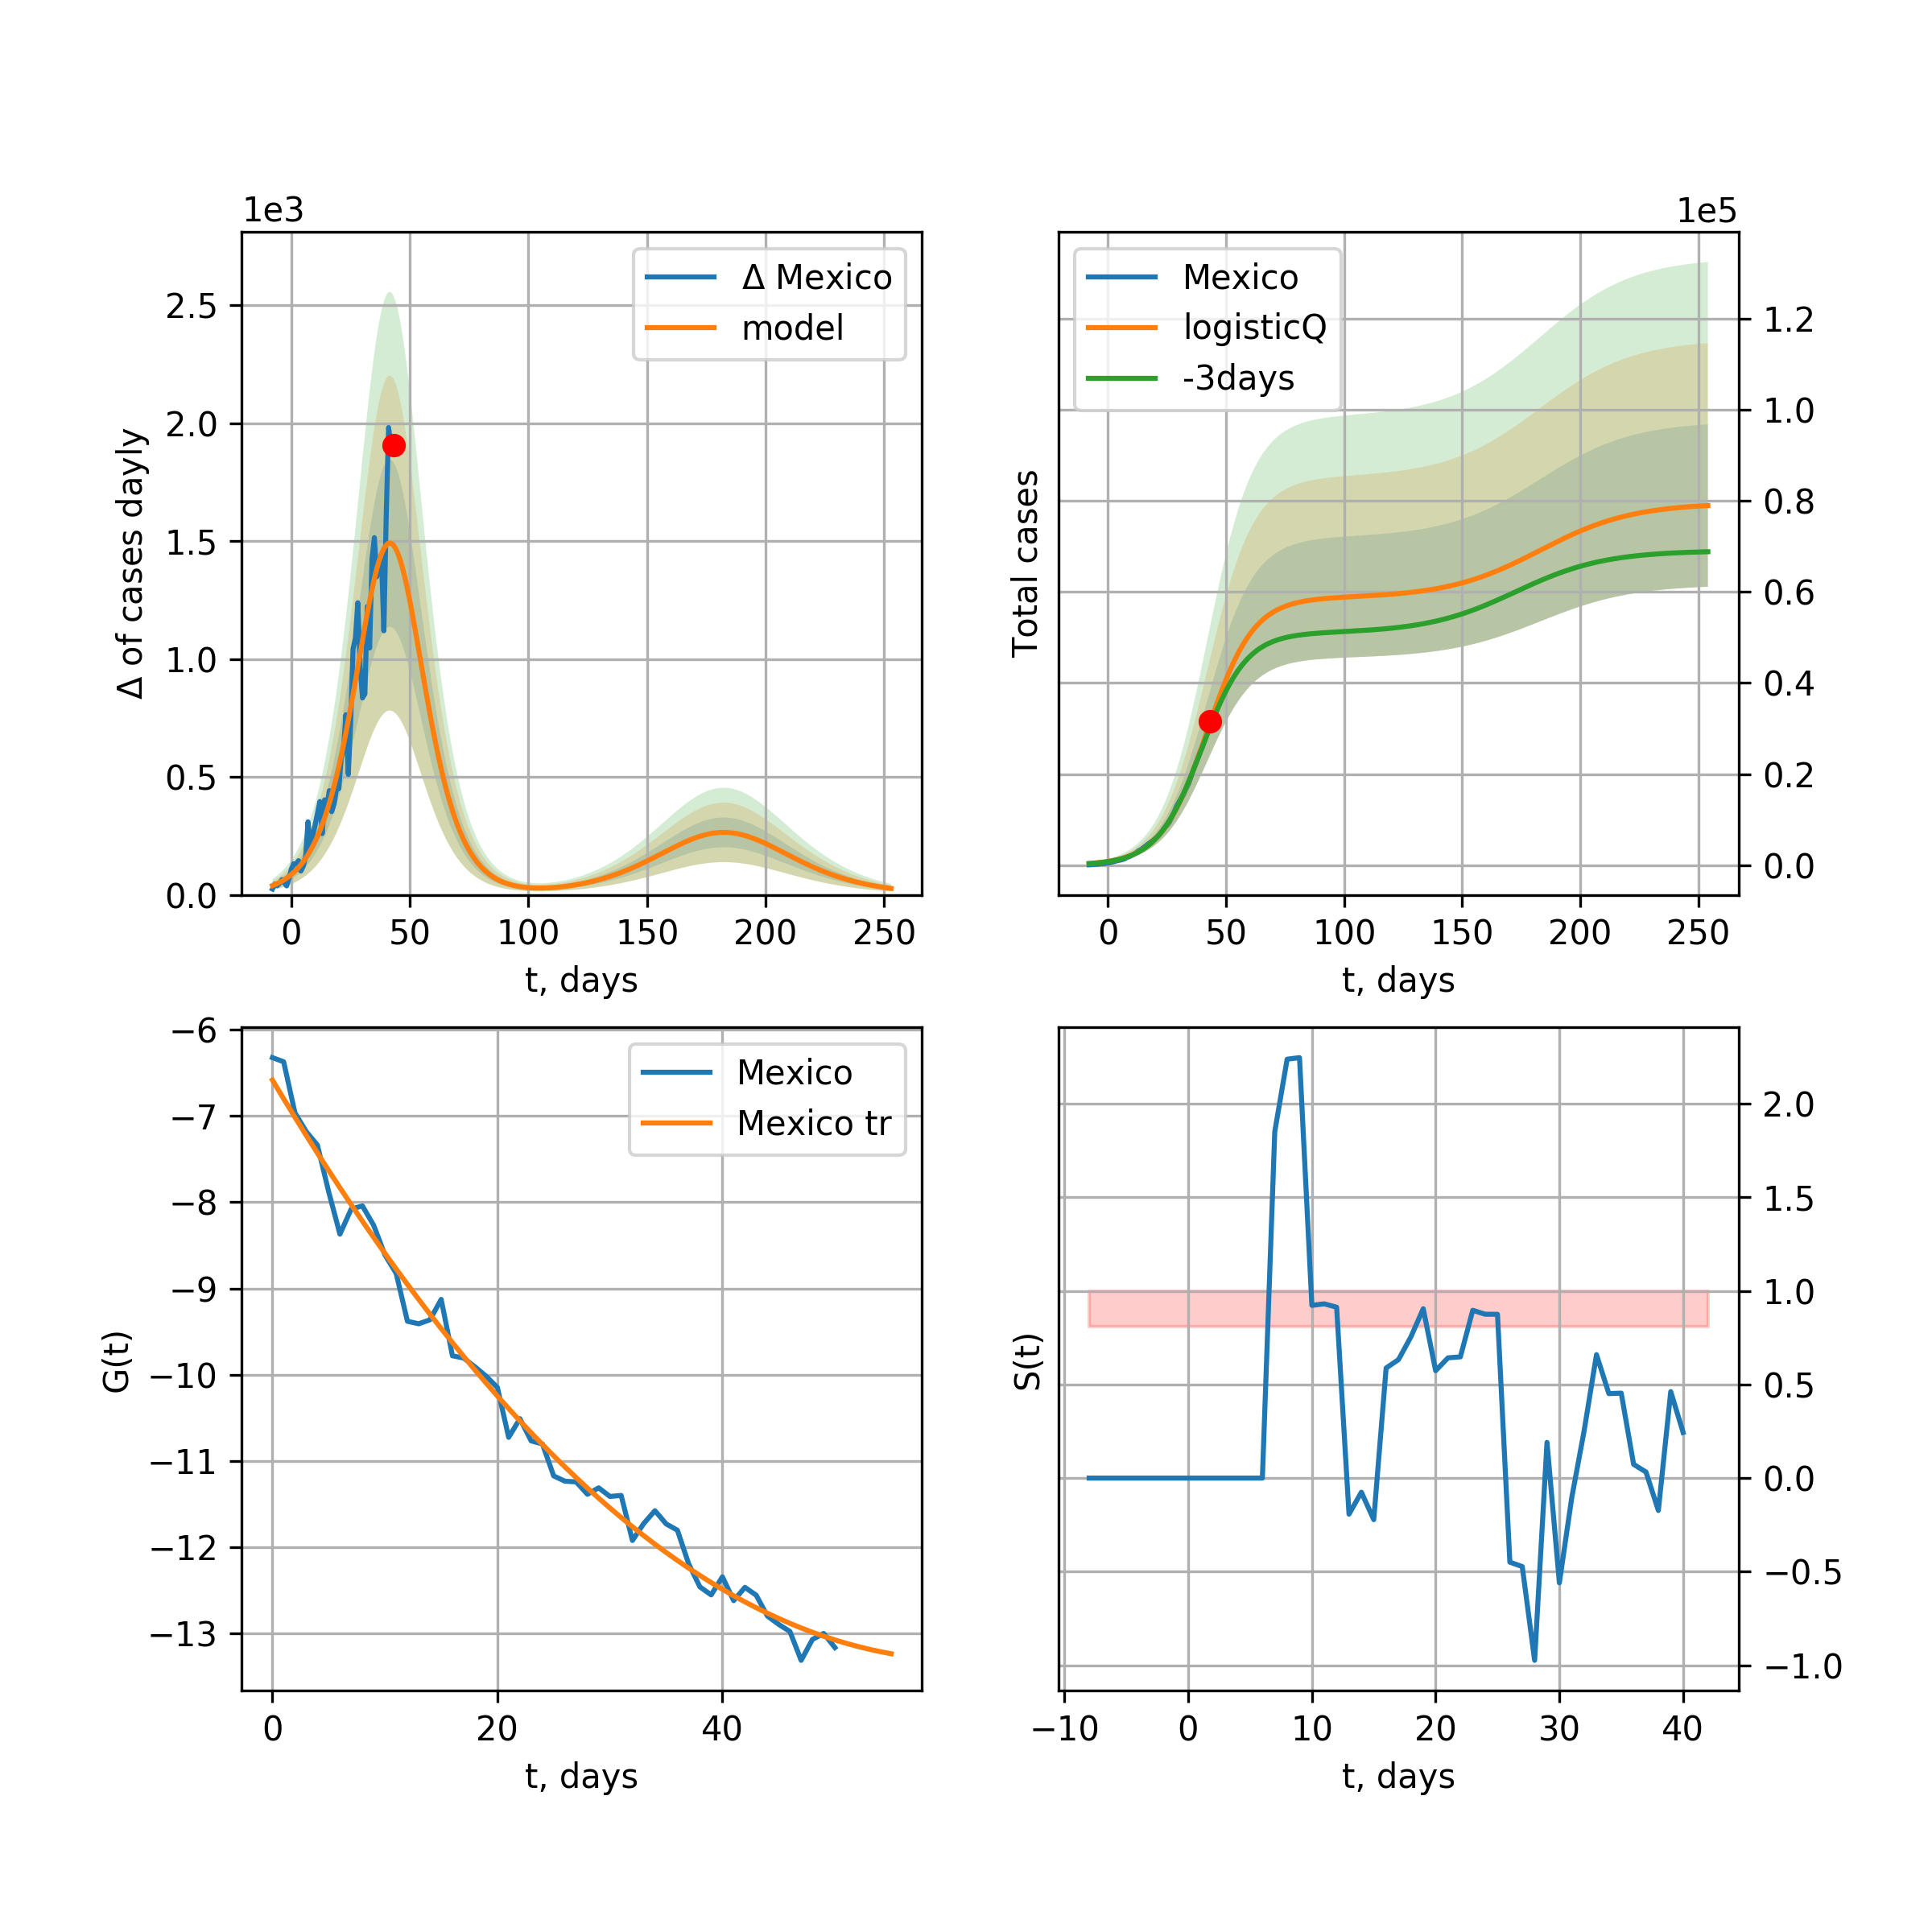 1e3
Δ of cases dayly
2.5
2.0
1.5
1.0
0.5
0.0
Δ Mexico
model
0 50 100 150 200 250
t, days
1e5
Total cases
Mexico
logisticQ
-3days
1.2
1.0
0.8
0.6
0.4
0.2
0.0
0 50 100 150 200 250
t, days
G(t)
−6
−7
−8
−9
−10
−11
−12
−13
Mexico
Mexico tr
0 20 40
t, days
S(t)
2.0
1.5
1.0
0.5
0.0
−0.5
−1.0
−10 0 10 20 30 40
t, days